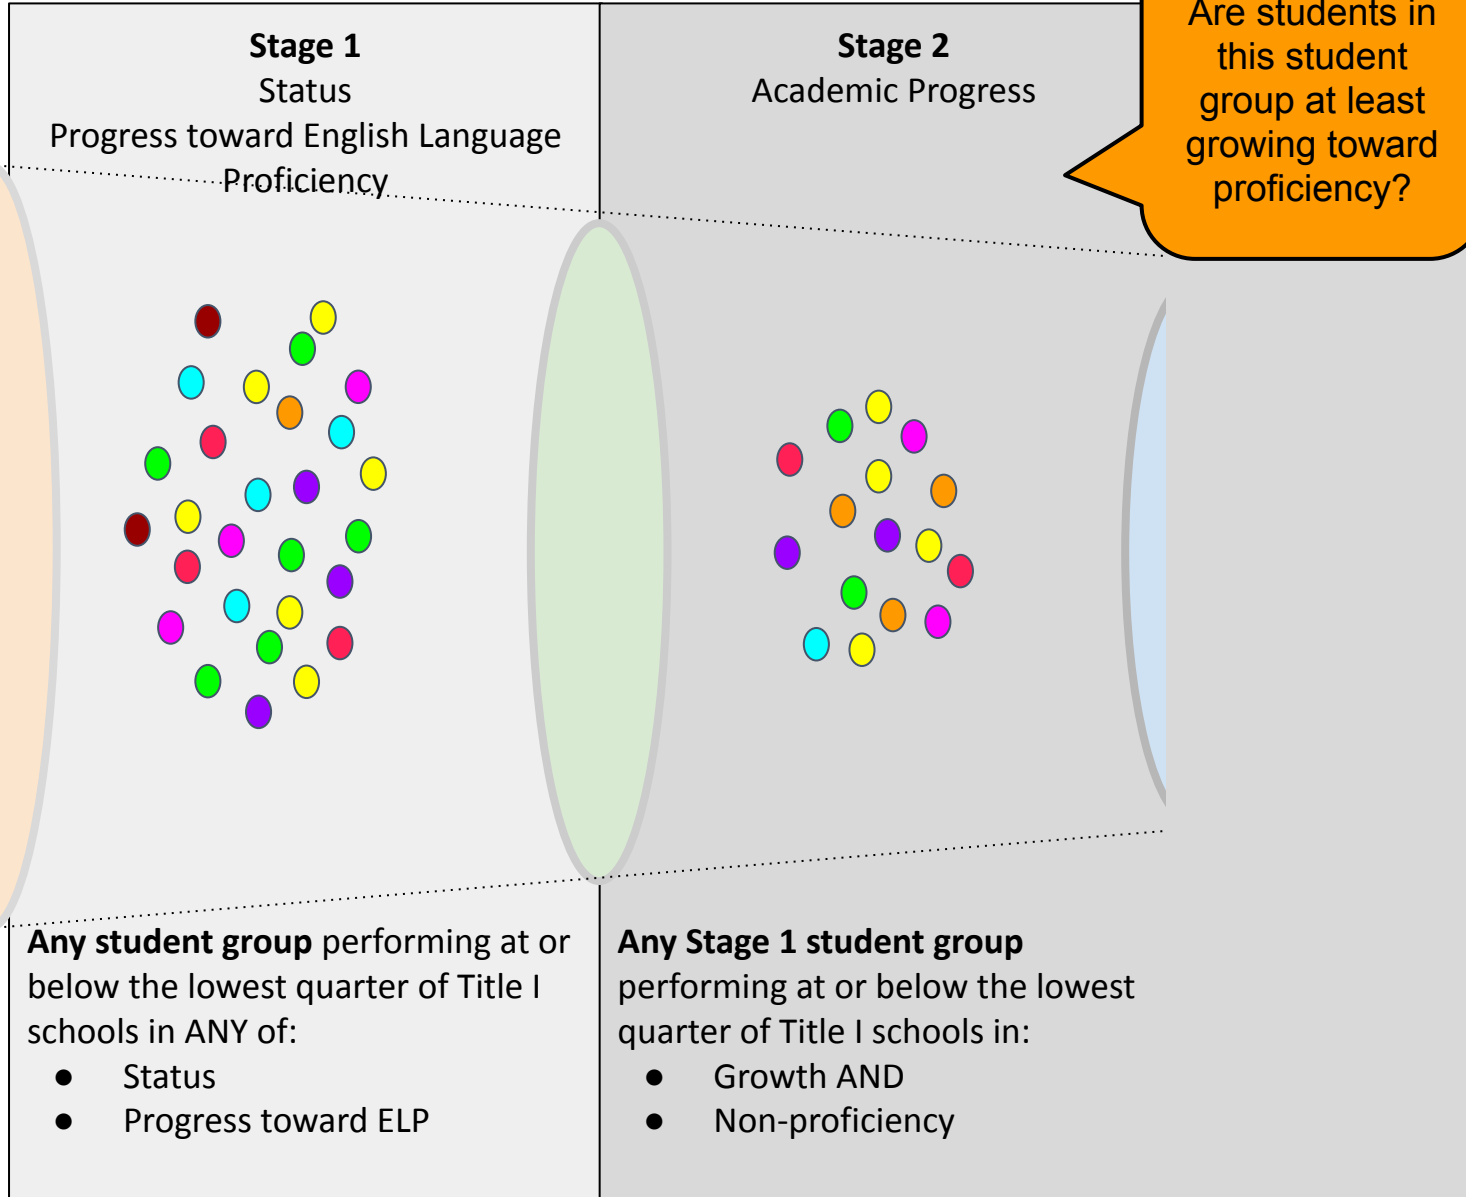 Stage 1
Status
Progress toward English Language
Proficiency
Stage 2
Academic Progress
Are students in
this student
group at least
growing toward
proficiency?
Any student group performing at or
below the lowest quarter of Title I
schools in ANY of:
● Status
● Progress toward ELP
Any Stage 1 student group
performing at or below the lowest
quarter of Title I schools in:
● Growth AND
● Non-proficiency